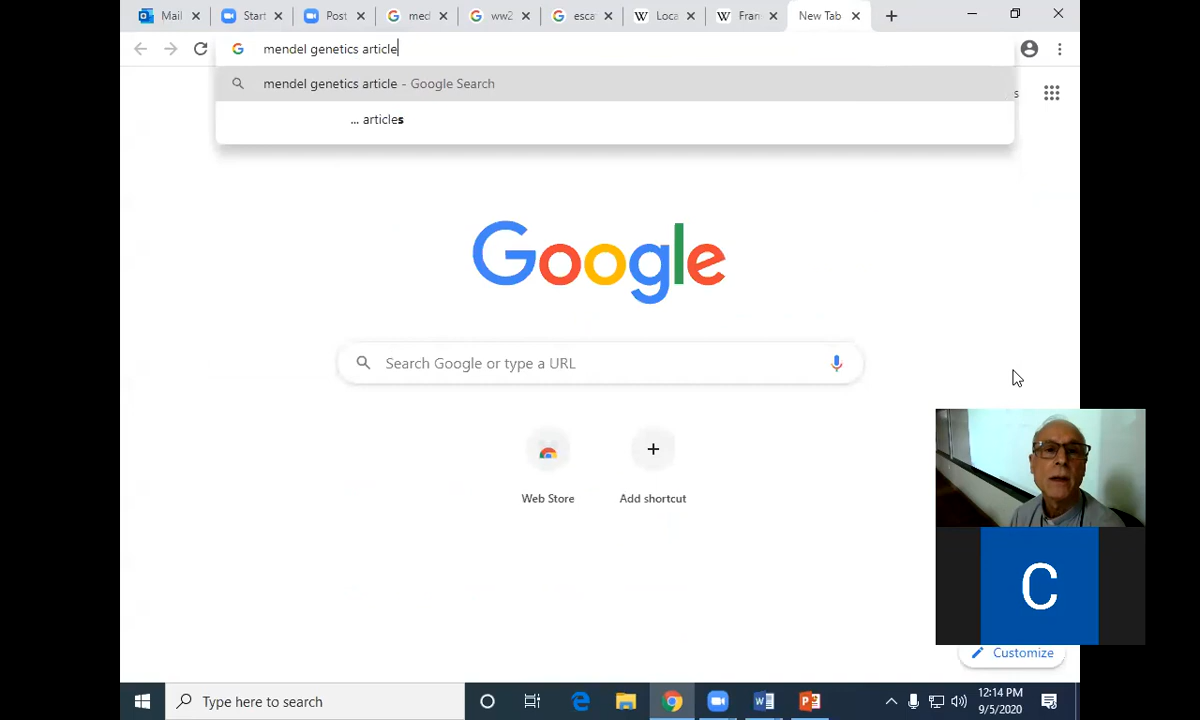 Mail Start Post med ww2 esca Loca Fran New Tab
mendel genetics article
mendel genetics article - Google Search
... articles
s
Google
Search Google or type a URL
Web Store Add shortcut
C
Customize
Type here to search
12:14 PM
9/5/2020